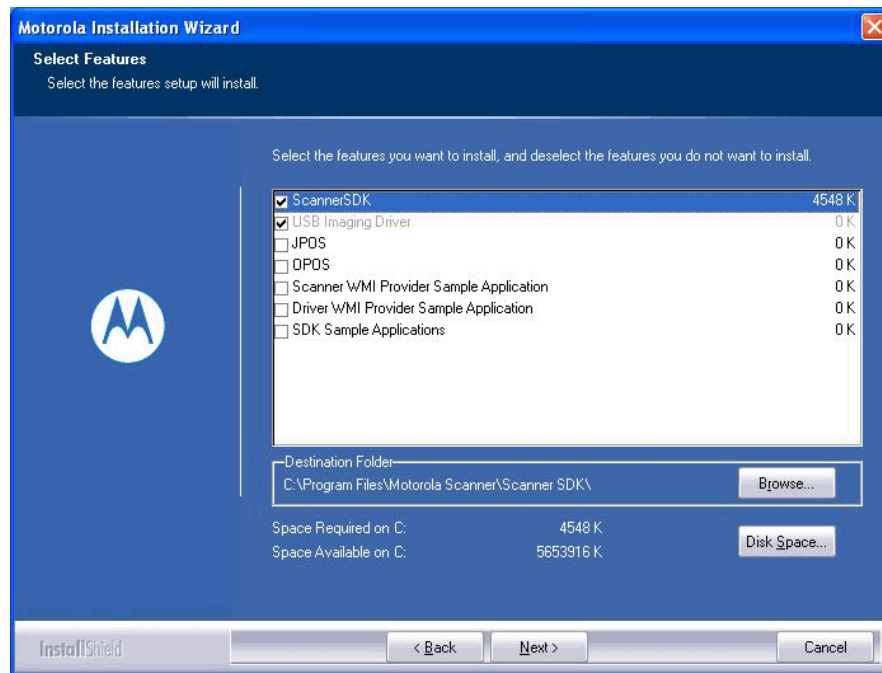 Motorola Installation Wizard
Select Features
Select the features setup will install.
Select the features you want to install, and deselect the features you do not want to install.
ScannerSDK 4548 K
USB Imaging Driver 0 K
JPOS 0 K
OPOS 0 K
Scanner WMI Provider Sample Application 0 K
Driver WMI Provider Sample Application 0 K
SDK Sample Applications 0 K
Destination Folder
C:\Program Files\Motorola Scanner\Scanner SDK\ Browse...
Space Required on C: 4548 K
Space Available on C: 5653916 K
Disk Space...
InstallShield < Back Next > Cancel